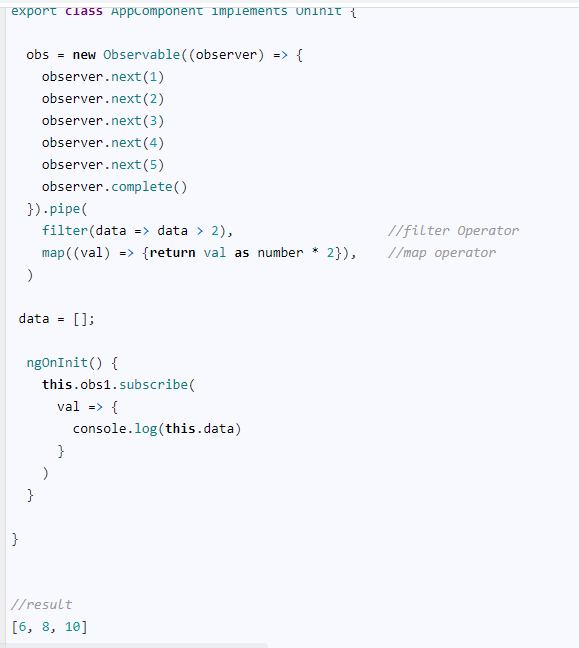 export class AppComponent implements OnInit {
obs = new Observable((observer) => {
observer.next(1)
observer.next(2)
observer.next(3)
observer.next(4)
observer.next(5)
observer.complete()
}).pipe(
filter(data => data > 2), //filter Operator
map((val) => {return val as number * 2}), //map operator
)
data = [];
ngOnInit() {
this.obs1.subscribe(
val => {
console.log(this.data)
}
)
}
}
//result
[6, 8, 10]